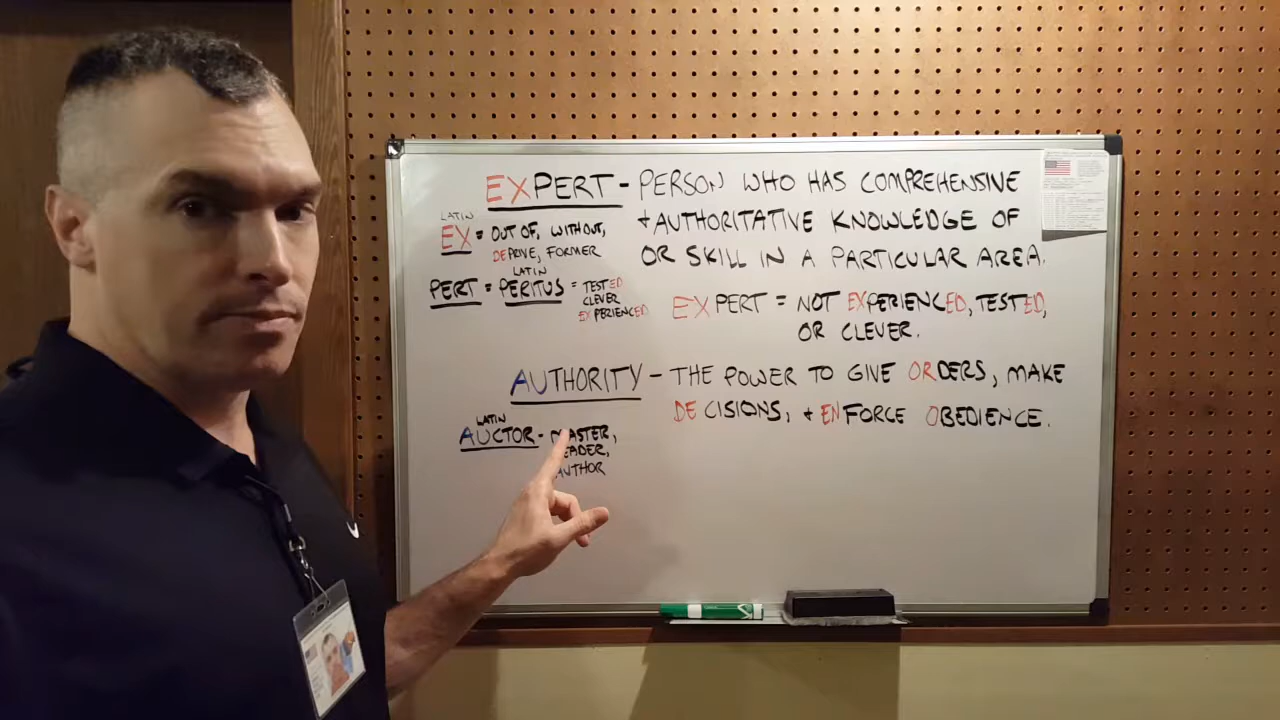 EXPERT - PERSON WHO HAS COMPREHENSIVE
+ AUTHORITATIVE KNOWLEDGE OF
OR SKILL IN A PARTICULAR AREA.
LATIN
EX = OUT OF, WITHOUT,
DEPRIVE, FORMER
LATIN
PERT = PERITUS = TESTED
CLEVER
EXPERIENCED
EXPERT = NOT EXPERIENCED, TESTED,
OR CLEVER.
AUTHORITY - THE POWER TO GIVE ORDERS, MAKE
DECISIONS, + ENFORCE OBEDIENCE.
LATIN
AUCTOR - MASTER,
LEADER,
AUTHOR